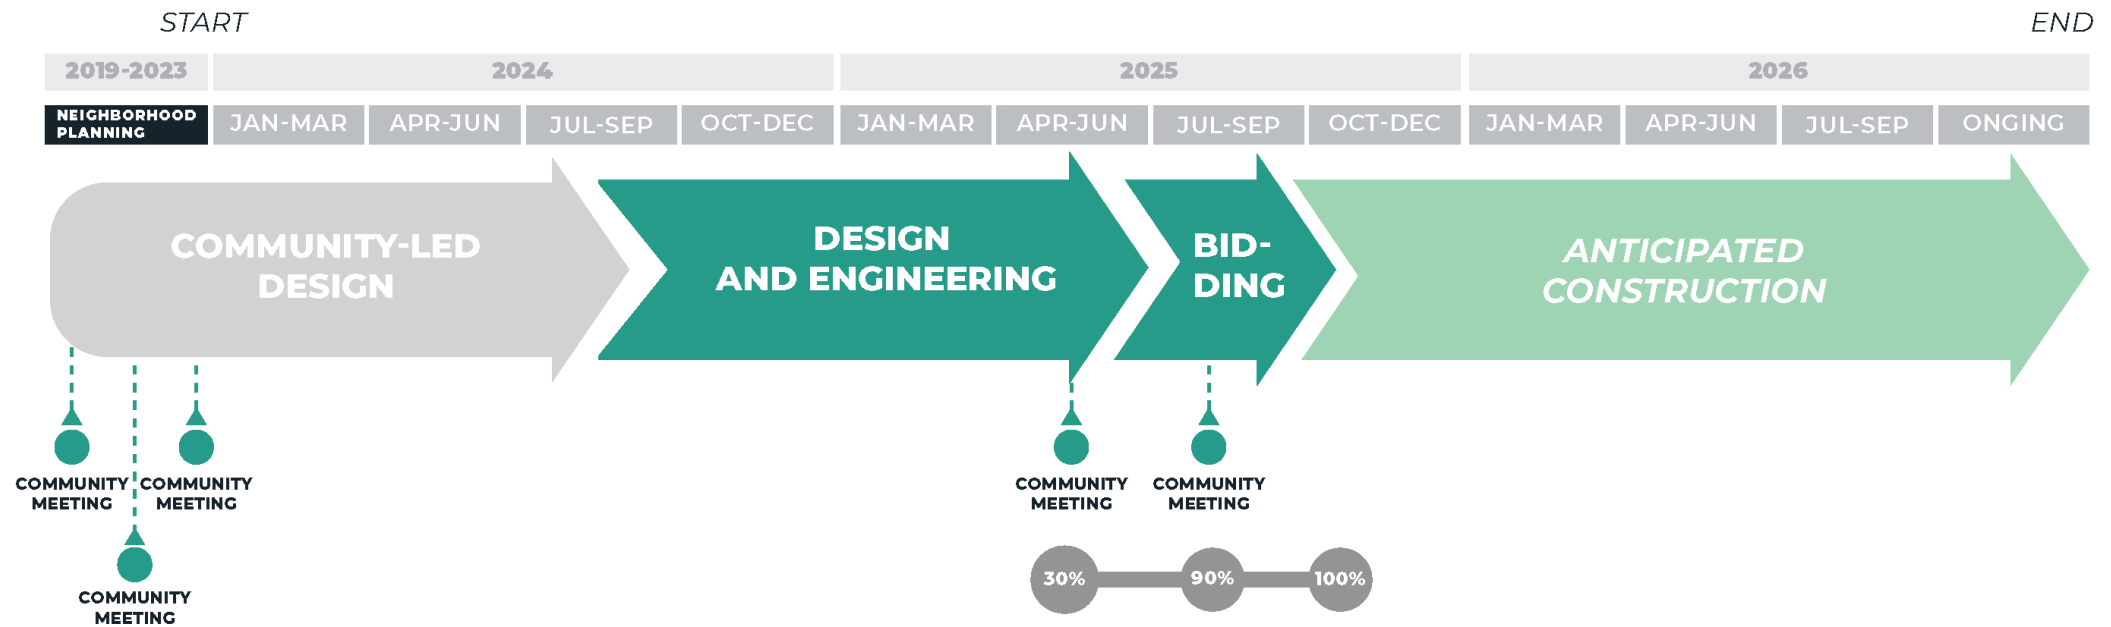 START
END
2019-2023
2024
2025
2026
NEIGHBORHOOD
PLANNING
JAN-MAR
APR-JUN
JUL-SEP
OCT-DEC
JAN-MAR
APR-JUN
JUL-SEP
OCT-DEC
JAN-MAR
APR-JUN
JUL-SEP
ONGING
COMMUNITY-LED
DESIGN
DESIGN
AND ENGINEERING
BID-
DING
ANTICIPATED
CONSTRUCTION
COMMUNITY
MEETING
COMMUNITY
MEETING
COMMUNITY
MEETING
COMMUNITY
MEETING
COMMUNITY
MEETING
30%
90%
100%